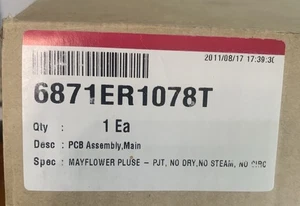 2011/08/17 17:39:30
6871ER1078T
Qty : 1 Ea
Desc : PCB Assembly,Main
Spec : MAYFLOWER PLUSE - PJT, NO DRY,NO STEAM, NO CIRC